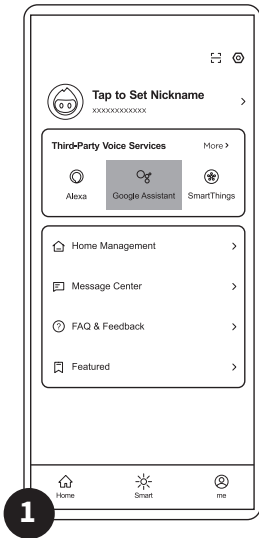 Tap to Set Nickname
xxxxxxxxxxxx
Third-Party Voice Services More
Alexa Google Assistant SmartThings
Home Management
Message Center
? FAQ & Feedback
Featured
Home Smart me
1